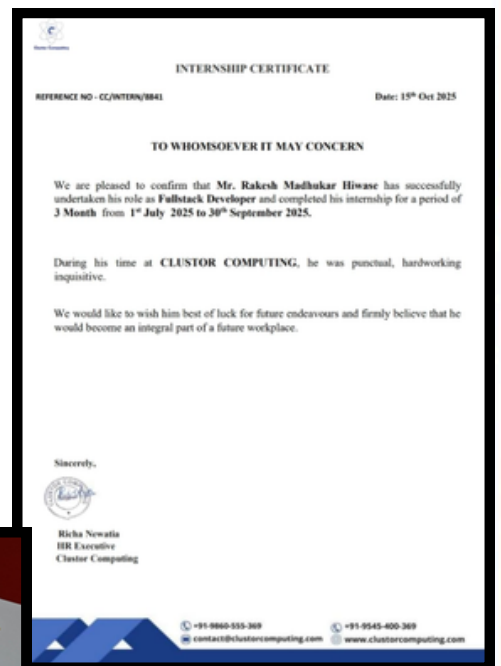 Clustor Computing
INTERNSHIP CERTIFICATE
REFERENCE NO - CC/INTERN/8841 Date: 15th Oct 2025
TO WHOMSOEVER IT MAY CONCERN
We are pleased to confirm that Mr. Rakesh Madhukar Hiwase has successfully
undertaken his role as Fullstack Developer and completed his internship for a period of
3 Month from 1st July 2025 to 30th September 2025.
During his time at CLUSTOR COMPUTING, he was punctual, hardworking
inquisitive.
We would like to wish him best of luck for future endeavours and firmly believe that he
would become an integral part of a future workplace.
Sincerely,
Richa Newatia
HR Executive
Clustor Computing
+91-9860-555-369 +91-9545-400-369
contact@clustorcomputing.com www.clustorcomputing.com